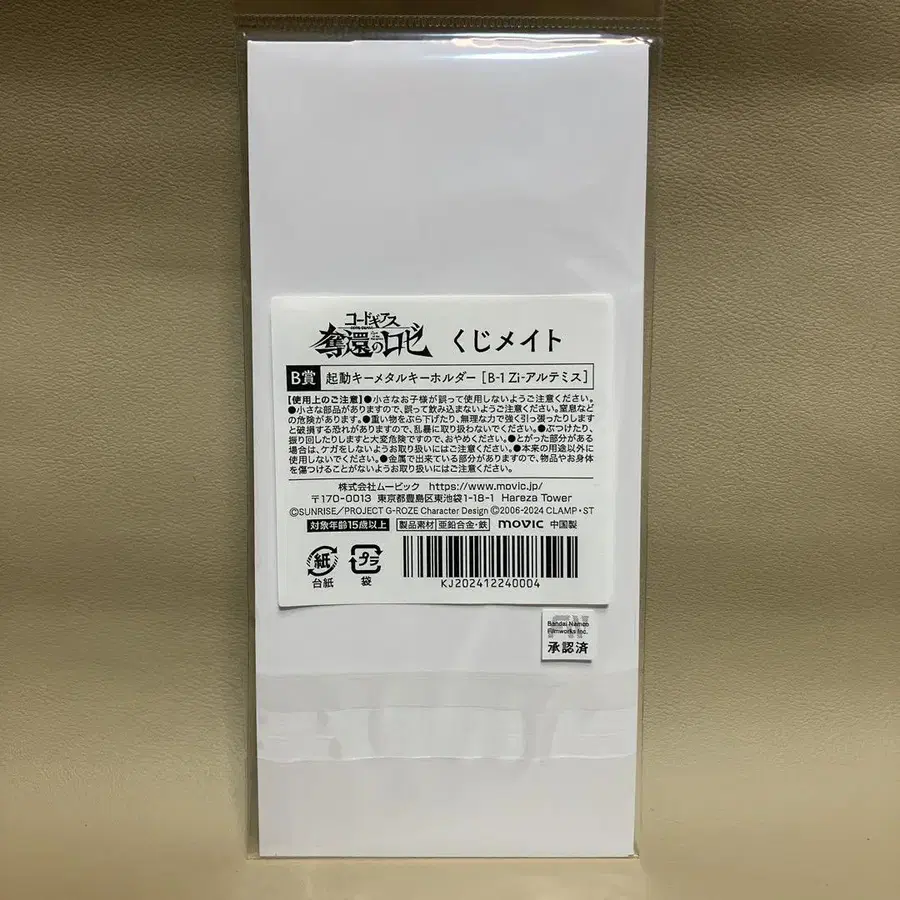 コードギアス
奪還のロゼ くじメイト
B賞 起動キーメタルキーホルダー [B-1 Zi-アルテミス]
【使用上のご注意】●小さなお子様が誤って使用しないようご注意ください。
●小さな部品がありますので、誤って飲み込まないようご注意ください。窒息など
の危険があります。●重い物をぶら下げたり、無理な力で強く引っ張ったりしますと
破損する恐れがありますので、乱暴に取り扱わないでください。●ぶつけたり、
振り回したりしますと大変危険ですので、おやめください。●とがった部分がある
場合は、ケガをしないようお取り扱いにはご注意ください。●本来の用途以外に
使用しないでください。●金属で出来ている部分がありますので、物品やお身体
を傷つけることがないようお取り扱いにはご注意ください。
株式会社ムービック https://www.movic.jp/
〒170-0013 東京都豊島区東池袋1-18-1 Hareza Tower
©SUNRISE/PROJECT G-ROZE Character Design ©2006-2024 CLAMP・ST
対象年齢15歳以上 製品素材 亜鉛合金・鉄 movic 中国製
紙 プラ
台紙 袋
KJ202412240004
Bandai Namco
Filmworks Inc.
承認済